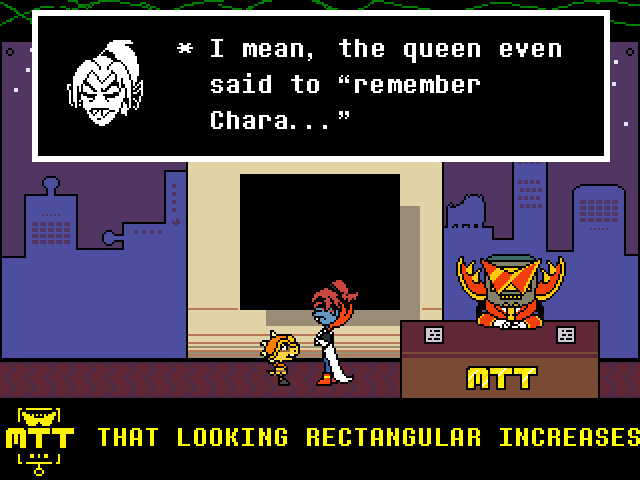 * I mean, the queen even
said to “remember
Chara...”
MTT
MTT THAT LOOKING RECTANGULAR INCREASES